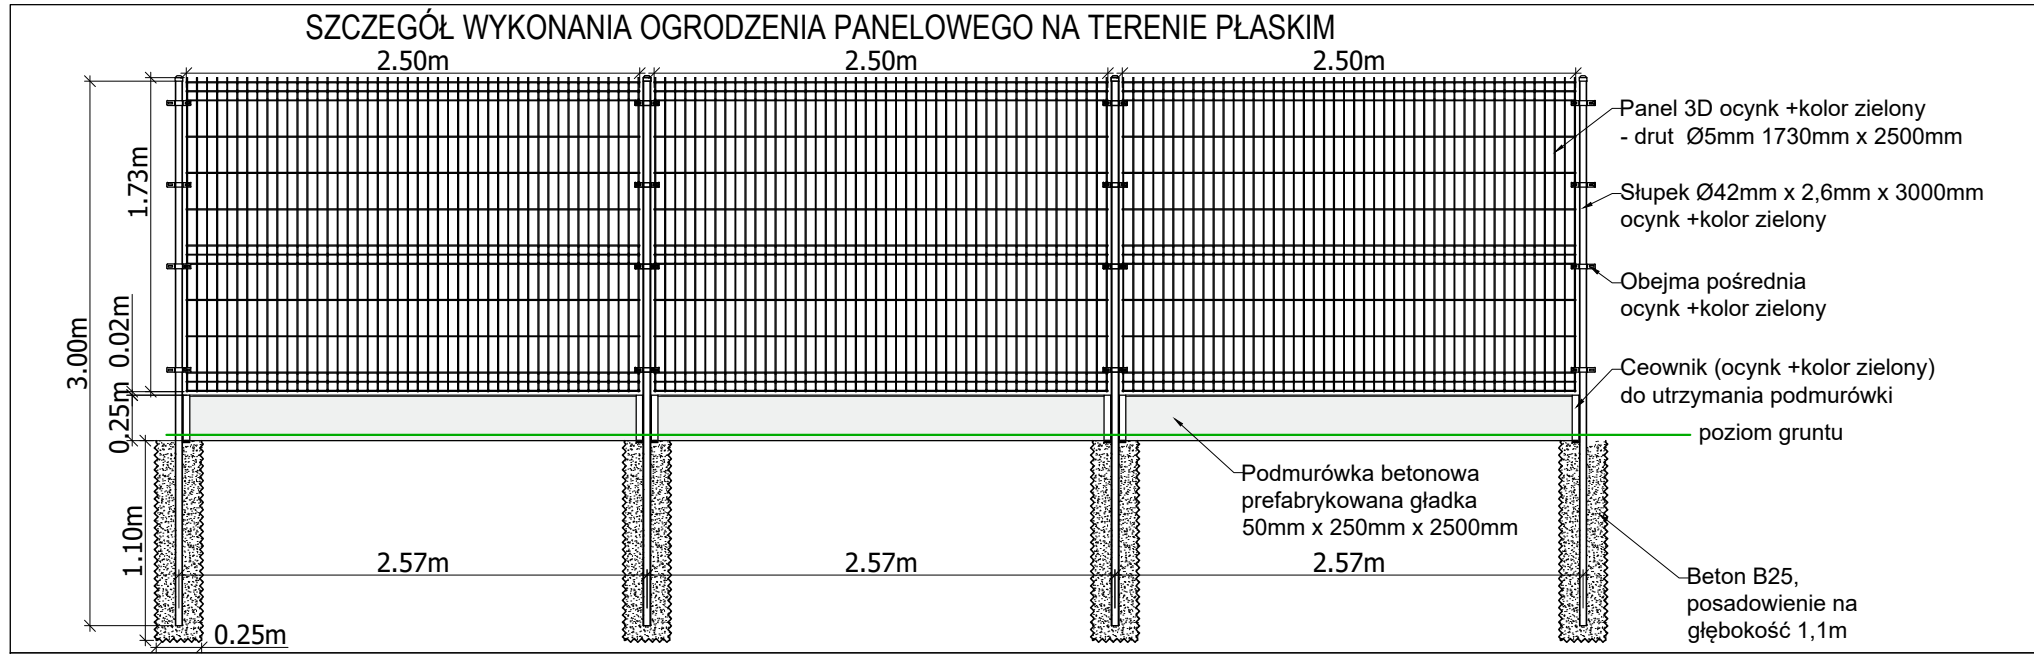 SZCZEGÓŁ WYKONANIA OGRODZENIA PANELOWEGO NA TERENIE PŁASKIM
2.50m
2.50m
2.50m
Panel 3D ocynk +kolor zielony
- drut Ø5mm 1730mm x 2500mm
1.73m
Słupek Ø42mm x 2,6mm x 3000mm
ocynk +kolor zielony
Obejma pośrednia
ocynk +kolor zielony
3.00m
0.02m
Ceownik (ocynk +kolor zielony)
do utrzymania podmurówki
0.25m
poziom gruntu
Podmurówka betonowa
prefabrykowana gładka
50mm x 250mm x 2500mm
1.10m
2.57m
2.57m
2.57m
Beton B25,
posadowienie na
głębokość 1,1m
0.25m